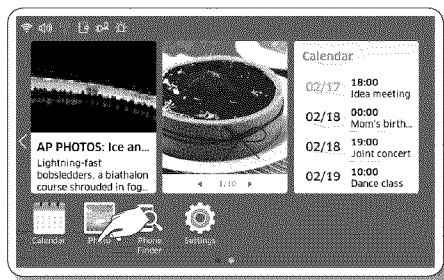 AP PHOTOS: Ice an...
Lightning-fast
bobsledders, a biathalon
course shrouded in fog...
1/10
Calendar
02/17 18:00
Idea meeting
02/18 00:00
Mom's birth...
02/18 19:00
Joint concert
02/19 10:00
Dance class
Calendar
Photo
Phone
Finder
Settings